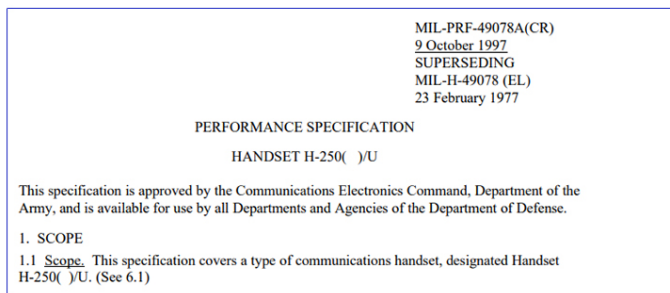 MIL-PRF-49078A(CR)
9 October 1997
SUPERSEDING
MIL-H-49078 (EL)
23 February 1977
PERFORMANCE SPECIFICATION
HANDSET H-250( )/U
This specification is approved by the Communications Electronics Command, Department of the
Army, and is available for use by all Departments and Agencies of the Department of Defense.
1. SCOPE
1.1 Scope. This specification covers a type of communications handset, designated Handset
H-250( )/U. (See 6.1)